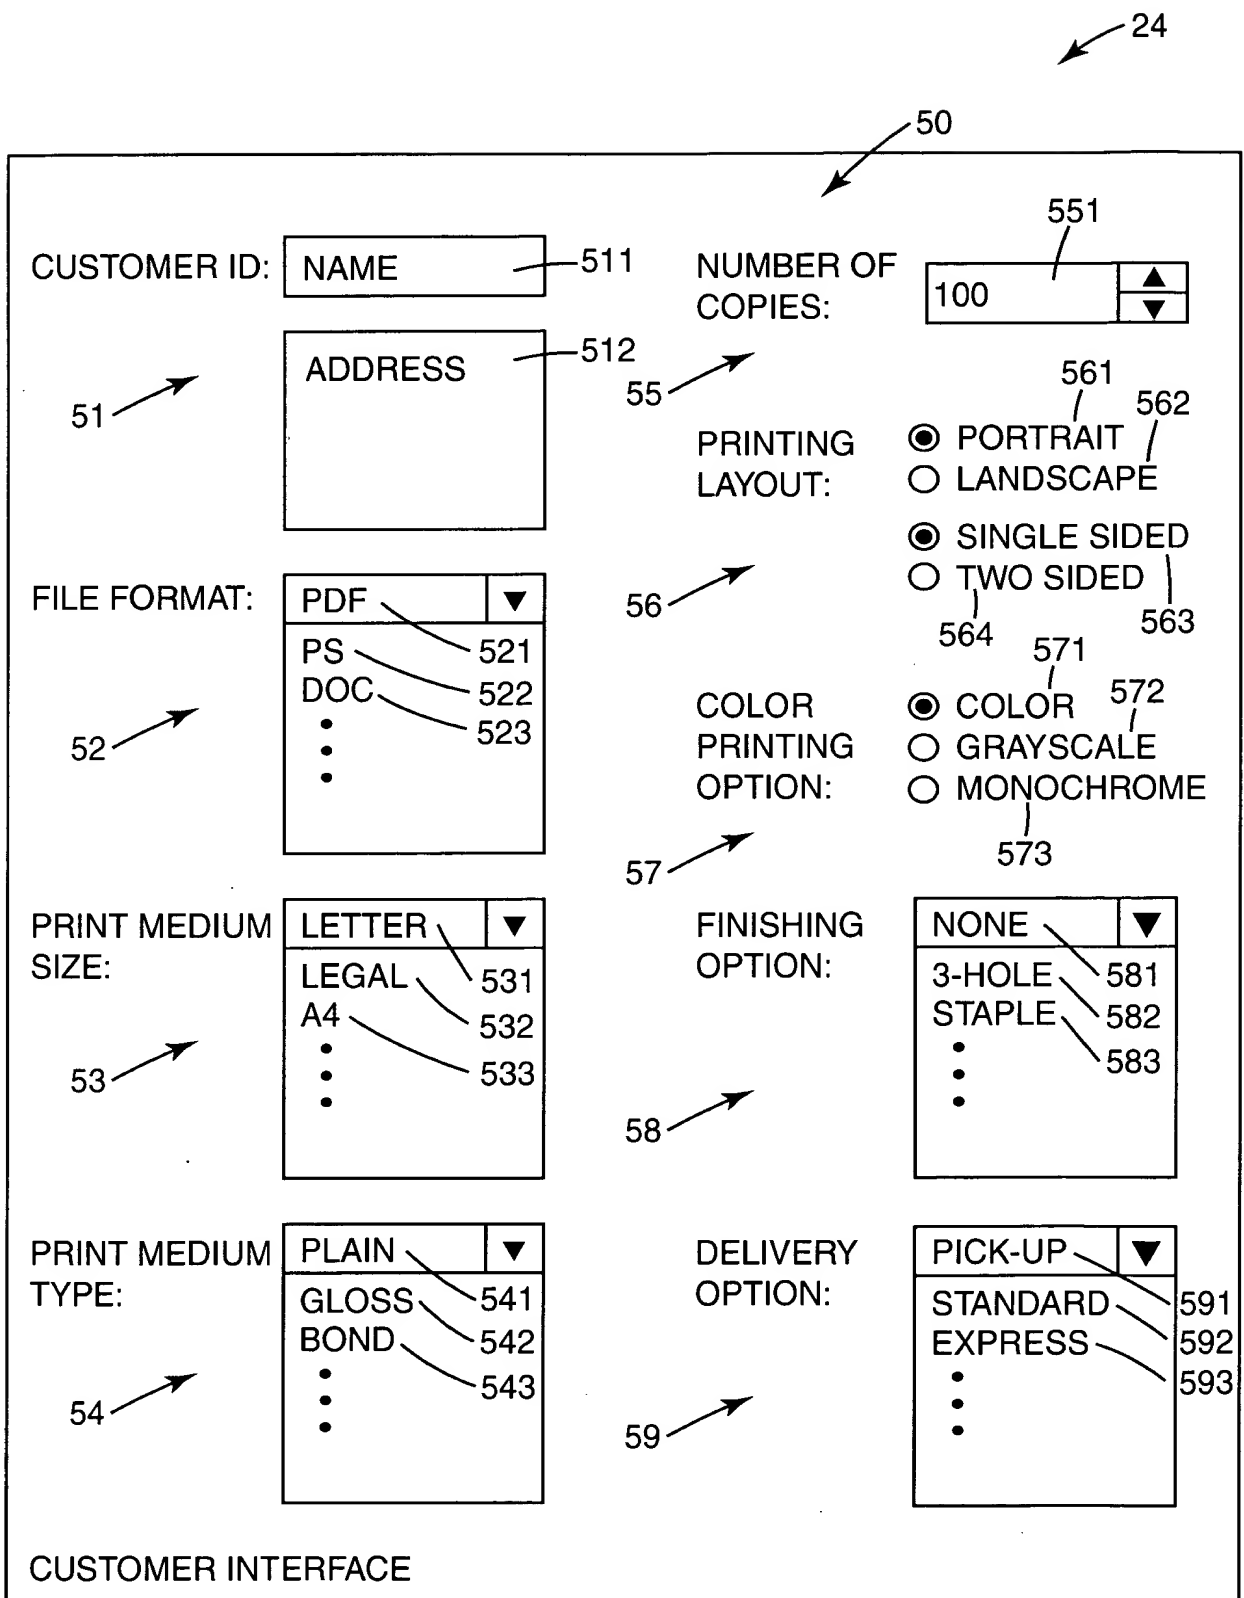 24
50
CUSTOMER ID:
NAME
511
ADDRESS
512
51
FILE FORMAT:
PDF
521
PS
522
DOC
523
52
PRINT MEDIUM
SIZE:
LETTER
531
LEGAL
532
A4
533
53
PRINT MEDIUM
TYPE:
PLAIN
541
GLOSS
542
BOND
543
54
NUMBER OF
COPIES:
100
551
55
PRINTING
LAYOUT:
561
562
PORTRAIT
LANDSCAPE
SINGLE SIDED
TWO SIDED
563
564
56
COLOR
PRINTING
OPTION:
571
572
COLOR
GRAYSCALE
MONOCHROME
573
57
FINISHING
OPTION:
NONE
581
3-HOLE
582
STAPLE
583
58
DELIVERY
OPTION:
PICK-UP
591
STANDARD
592
EXPRESS
593
59
CUSTOMER INTERFACE